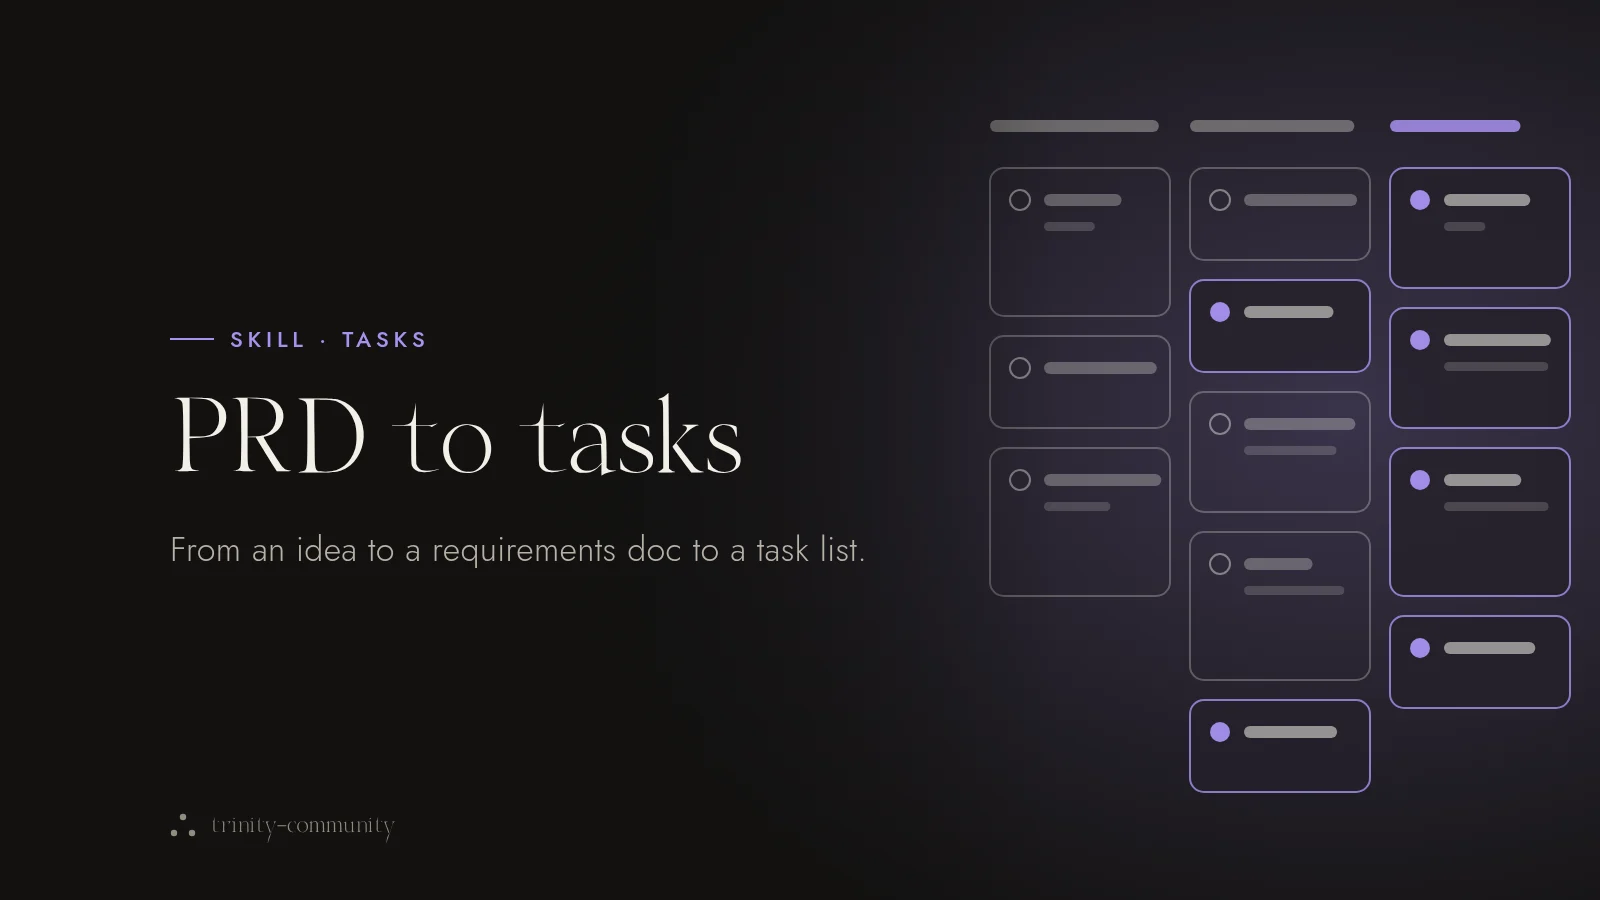 SKILL · TASKS
PRD to tasks
From an idea to a requirements doc to a task list.
trinity-community